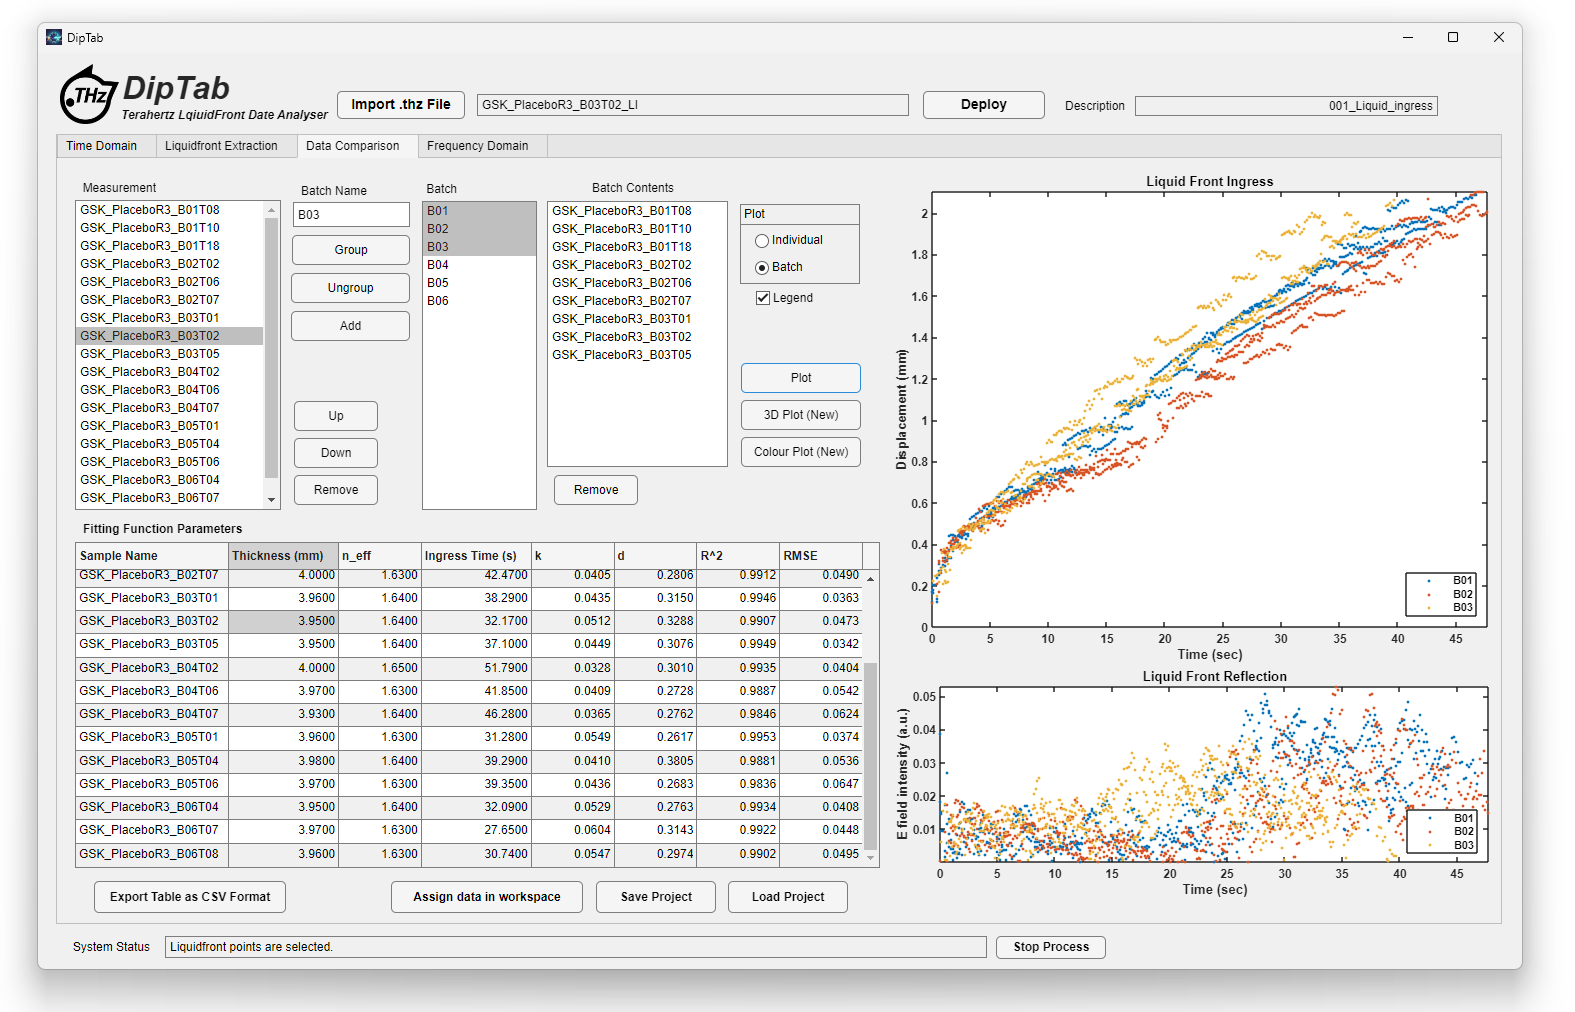 DipTab
THz
DipTab
Terahertz LqiuidFront Date Analyser
Import .thz File
GSK_PlaceboR3_B03T02_LI
Deploy
Description
001_Liquid_ingress
Time Domain
Liquidfront Extraction
Data Comparison
Frequency Domain
Measurement
GSK_PlaceboR3_B01T08
GSK_PlaceboR3_B01T10
GSK_PlaceboR3_B01T18
GSK_PlaceboR3_B02T02
GSK_PlaceboR3_B02T06
GSK_PlaceboR3_B02T07
GSK_PlaceboR3_B03T01
GSK_PlaceboR3_B03T02
GSK_PlaceboR3_B03T05
GSK_PlaceboR3_B04T02
GSK_PlaceboR3_B04T06
GSK_PlaceboR3_B04T07
GSK_PlaceboR3_B05T01
GSK_PlaceboR3_B05T04
GSK_PlaceboR3_B05T06
GSK_PlaceboR3_B06T04
GSK_PlaceboR3_B06T07
Batch Name
B03
Group
Ungroup
Add
Up
Down
Remove
Batch
B01
B02
B03
B04
B05
B06
Batch Contents
GSK_PlaceboR3_B01T08
GSK_PlaceboR3_B01T10
GSK_PlaceboR3_B01T18
GSK_PlaceboR3_B02T02
GSK_PlaceboR3_B02T06
GSK_PlaceboR3_B02T07
GSK_PlaceboR3_B03T01
GSK_PlaceboR3_B03T02
GSK_PlaceboR3_B03T05
Remove
Plot
Individual
Batch
Legend
Plot
3D Plot (New)
Colour Plot (New)
Fitting Function Parameters
Sample Name Thickness (mm) n_eff Ingress Time (s) k d R^2 RMSE
GSK_PlaceboR3_B02T07 4.0000 1.6300 42.4700 0.0405 0.2806 0.9912 0.0490
GSK_PlaceboR3_B03T01 3.9600 1.6400 38.2900 0.0435 0.3150 0.9946 0.0363
GSK_PlaceboR3_B03T02 3.9500 1.6400 32.1700 0.0512 0.3288 0.9907 0.0473
GSK_PlaceboR3_B03T05 3.9500 1.6400 37.1000 0.0449 0.3076 0.9949 0.0342
GSK_PlaceboR3_B04T02 4.0000 1.6500 51.7900 0.0328 0.3010 0.9935 0.0404
GSK_PlaceboR3_B04T06 3.9700 1.6300 41.8500 0.0409 0.2728 0.9887 0.0542
GSK_PlaceboR3_B04T07 3.9300 1.6400 46.2800 0.0365 0.2762 0.9846 0.0624
GSK_PlaceboR3_B05T01 3.9600 1.6300 31.2800 0.0549 0.2617 0.9953 0.0374
GSK_PlaceboR3_B05T04 3.9800 1.6400 39.2900 0.0410 0.3805 0.9881 0.0536
GSK_PlaceboR3_B05T06 3.9700 1.6300 39.3500 0.0436 0.2683 0.9836 0.0647
GSK_PlaceboR3_B06T04 3.9500 1.6400 32.0900 0.0529 0.2763 0.9934 0.0408
GSK_PlaceboR3_B06T07 3.9700 1.6300 27.6500 0.0604 0.3143 0.9922 0.0448
GSK_PlaceboR3_B06T08 3.9600 1.6300 30.7400 0.0547 0.2974 0.9902 0.0495
Export Table as CSV Format
Assign data in workspace
Save Project
Load Project
Liquid Front Ingress
Displacement (mm)
2
1.8
1.6
1.4
1.2
1
0.8
0.6
0.4
0.2
0
0 5 10 15 20 25 30 35 40 45
Time (sec)
B01
B02
B03
Liquid Front Reflection
E field intensity (a.u.)
0.05
0.04
0.03
0.02
0.01
0 5 10 15 20 25 30 35 40 45
Time (sec)
B01
B02
B03
System Status
Liquidfront points are selected.
Stop Process